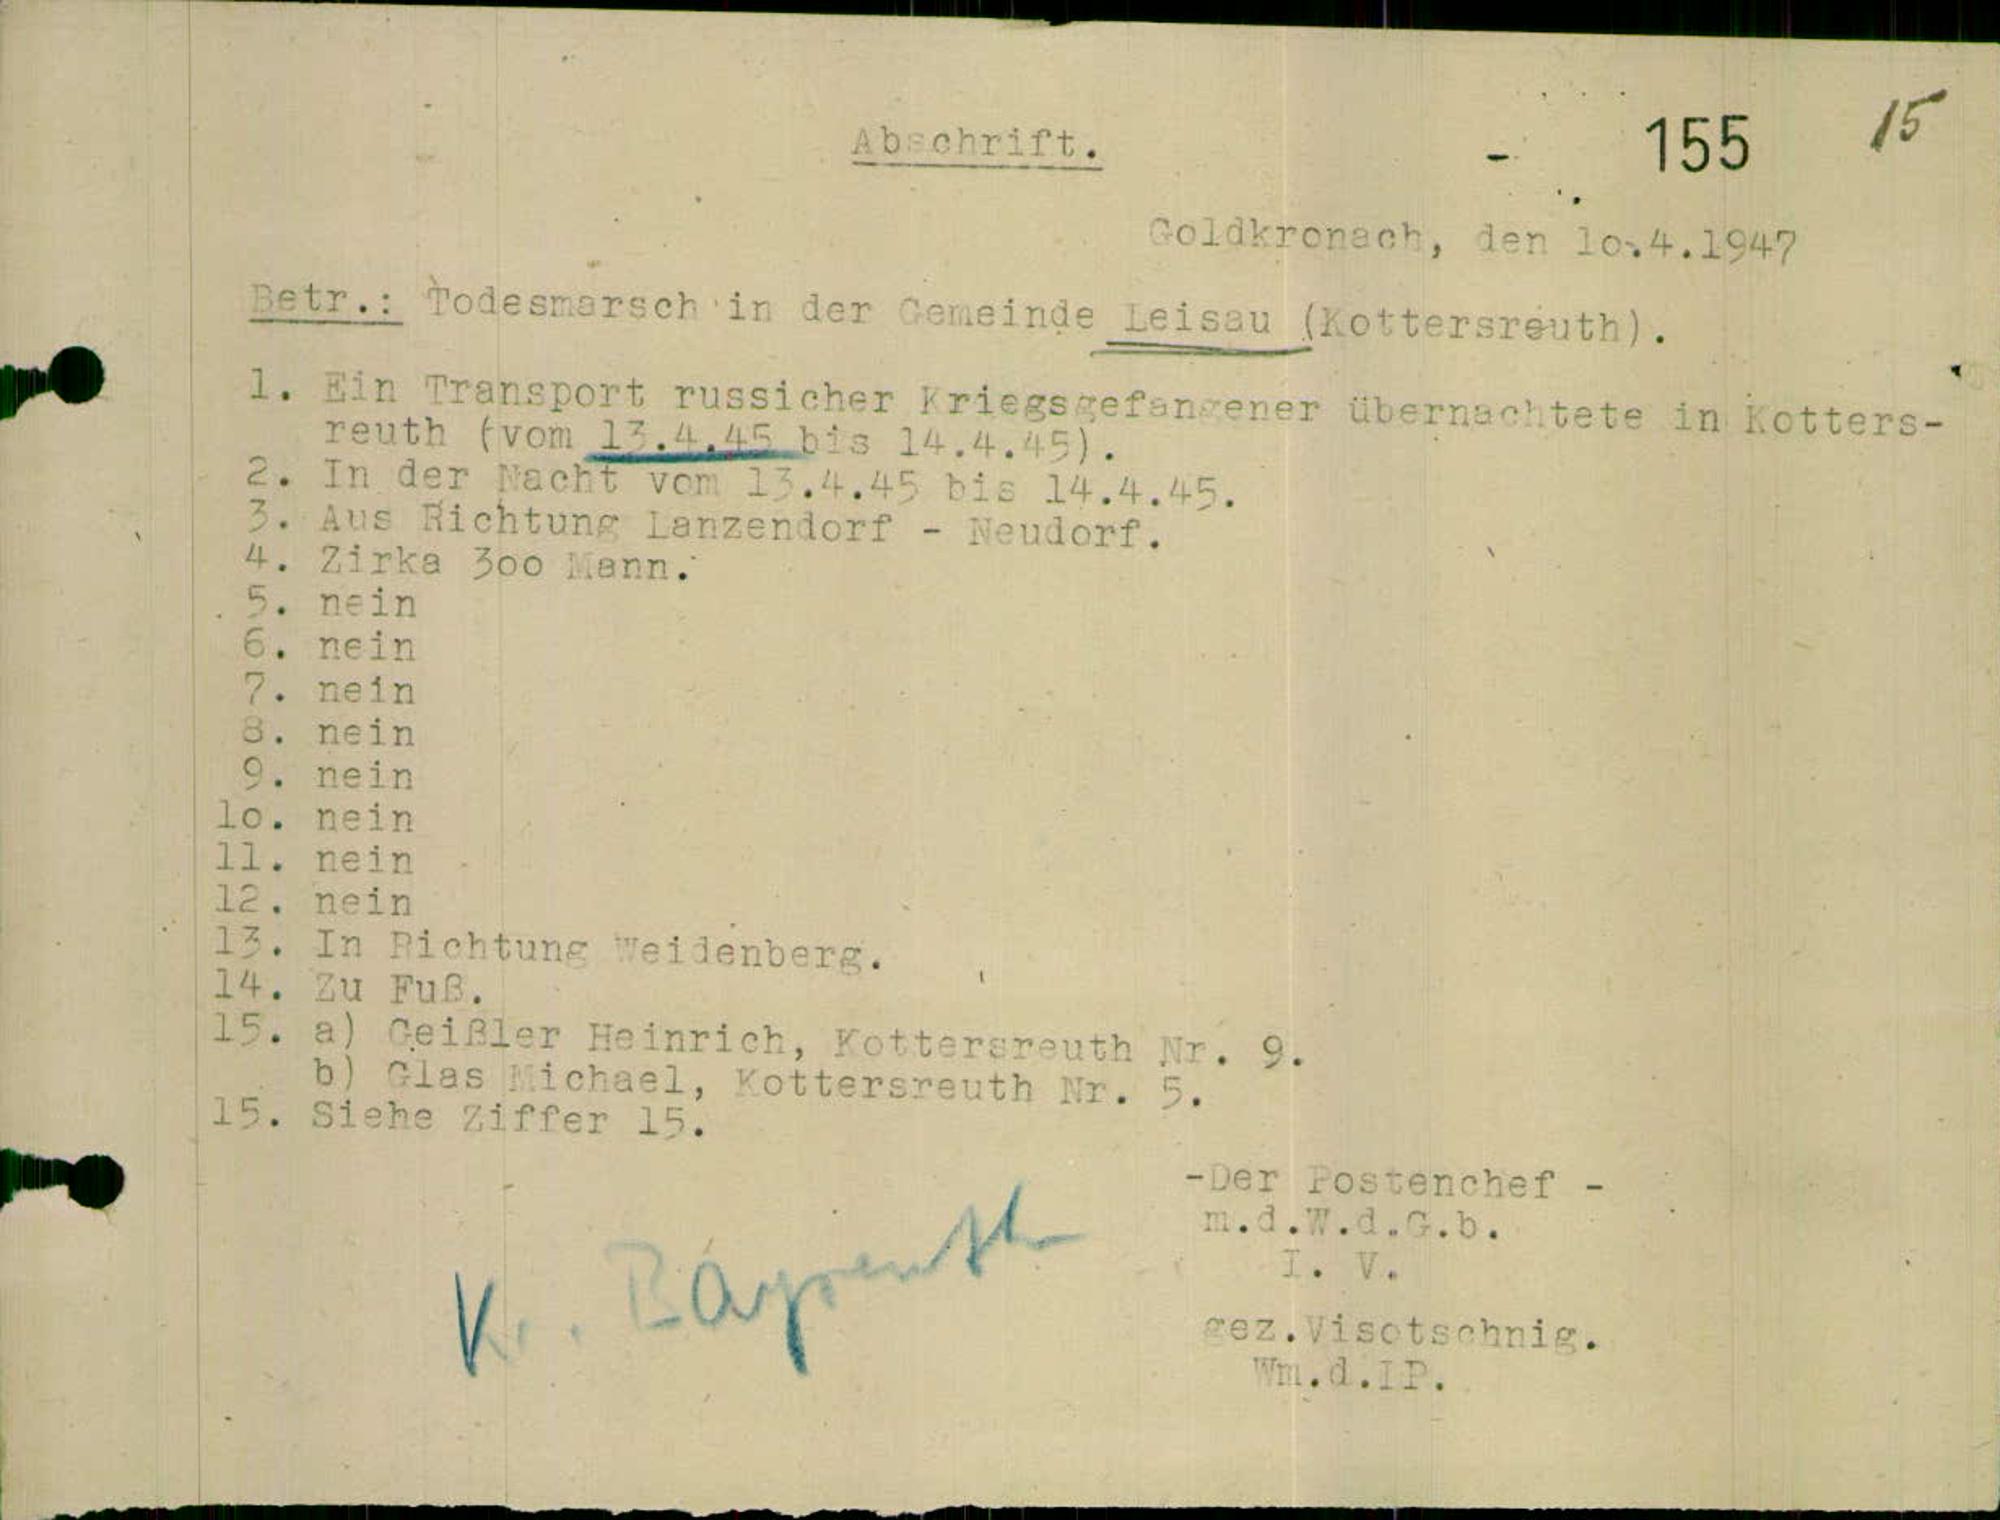 Abschrift.
- 155 15
Goldkronach, den 1o.4.1947
Betr.: Todesmarsch in der Gemeinde Leisau (Kottersreuth).
1. Ein Transport russicher Kriegsgefangener übernachtete in Kotters-
reuth (vom 13.4.45 bis 14.4.45).
2. In der Nacht vom 13.4.45 bis 14.4.45.
3. Aus Richtung Lanzendorf - Neudorf.
4. Zirka 3oo Mann.
5. nein
6. nein
7. nein
8. nein
9. nein
1o. nein
11. nein
12. nein
13. In Richtung Weidenberg.
14. Zu Fuß.
15. a) Geißler Heinrich, Kottersreuth Nr. 9.
b) Glas Michael, Kottersreuth Nr. 5.
15. Siehe Ziffer 15.
-Der Postenchef -
m.d.W.d.G.b.
I. V.
K.. Bayreuth
gez.Visotschnig.
Wm.d.IP.